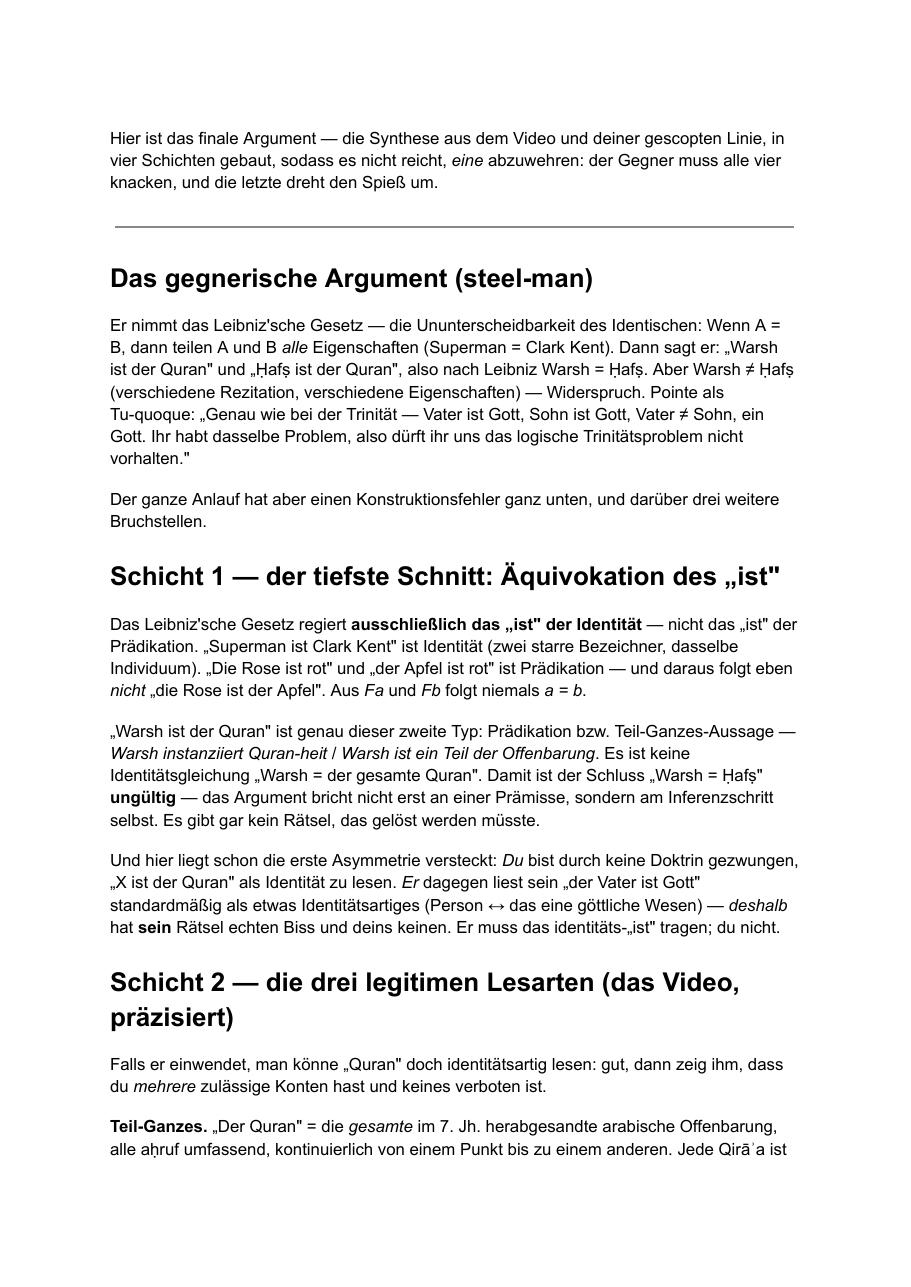 Hier ist das finale Argument — die Synthese aus dem Video und deiner gescopten Linie, in
vier Schichten gebaut, sodass es nicht reicht, eine abzuwehren: der Gegner muss alle vier
knacken, und die letzte dreht den Spieß um.
Das gegnerische Argument (steel-man)
Er nimmt das Leibniz'sche Gesetz — die Ununterscheidbarkeit des Identischen: Wenn A =
B, dann teilen A und B alle Eigenschaften (Superman = Clark Kent). Dann sagt er: „Warsh
ist der Quran" und „Ḥafṣ ist der Quran", also nach Leibniz Warsh = Ḥafṣ. Aber Warsh ≠ Ḥafṣ
(verschiedene Rezitation, verschiedene Eigenschaften) — Widerspruch. Pointe als
Tu-quoque: „Genau wie bei der Trinität — Vater ist Gott, Sohn ist Gott, Vater ≠ Sohn, ein
Gott. Ihr habt dasselbe Problem, also dürft ihr uns das logische Trinitätsproblem nicht
vorhalten."
Der ganze Anlauf hat aber einen Konstruktionsfehler ganz unten, und darüber drei weitere
Bruchstellen.
Schicht 1 — der tiefste Schnitt: Äquivokation des „ist"
Das Leibniz'sche Gesetz regiert ausschließlich das „ist" der Identität — nicht das „ist" der
Prädikation. „Superman ist Clark Kent" ist Identität (zwei starre Bezeichner, dasselbe
Individuum). „Die Rose ist rot" und „der Apfel ist rot" ist Prädikation — und daraus folgt eben
nicht „die Rose ist der Apfel". Aus Fa und Fb folgt niemals a = b.
„Warsh ist der Quran" ist genau dieser zweite Typ: Prädikation bzw. Teil-Ganzes-Aussage —
Warsh instanziiert Quran-heit / Warsh ist ein Teil der Offenbarung. Es ist keine
Identitätsgleichung „Warsh = der gesamte Quran". Damit ist der Schluss „Warsh = Ḥafṣ"
ungültig — das Argument bricht nicht erst an einer Prämisse, sondern am Inferenzschritt
selbst. Es gibt gar kein Rätsel, das gelöst werden müsste.
Und hier liegt schon die erste Asymmetrie versteckt: Du bist durch keine Doktrin gezwungen,
„X ist der Quran" als Identität zu lesen. Er dagegen liest sein „der Vater ist Gott"
standardmäßig als etwas Identitätsartiges (Person ↔ das eine göttliche Wesen) — deshalb
hat sein Rätsel echten Biss und deins keinen. Er muss das identitäts-„ist" tragen; du nicht.
Schicht 2 — die drei legitimen Lesarten (das Video,
präzisiert)
Falls er einwendet, man könne „Quran" doch identitätsartig lesen: gut, dann zeig ihm, dass
du mehrere zulässige Konten hast und keines verboten ist.
Teil-Ganzes. „Der Quran" = die gesamte im 7. Jh. herabgesandte arabische Offenbarung,
alle aḥruf umfassend, kontinuierlich von einem Punkt bis zu einem anderen. Jede Qirāʾa ist